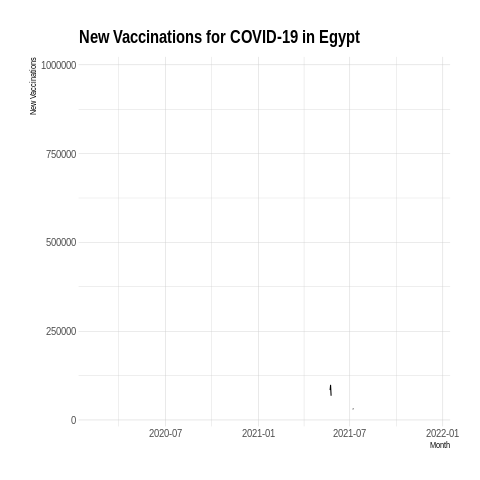 New Vaccinations for COVID-19 in Egypt
New Vaccinations
1000000
750000
500000
250000
0
2020-07 2021-01 2021-07 2022-01
Month